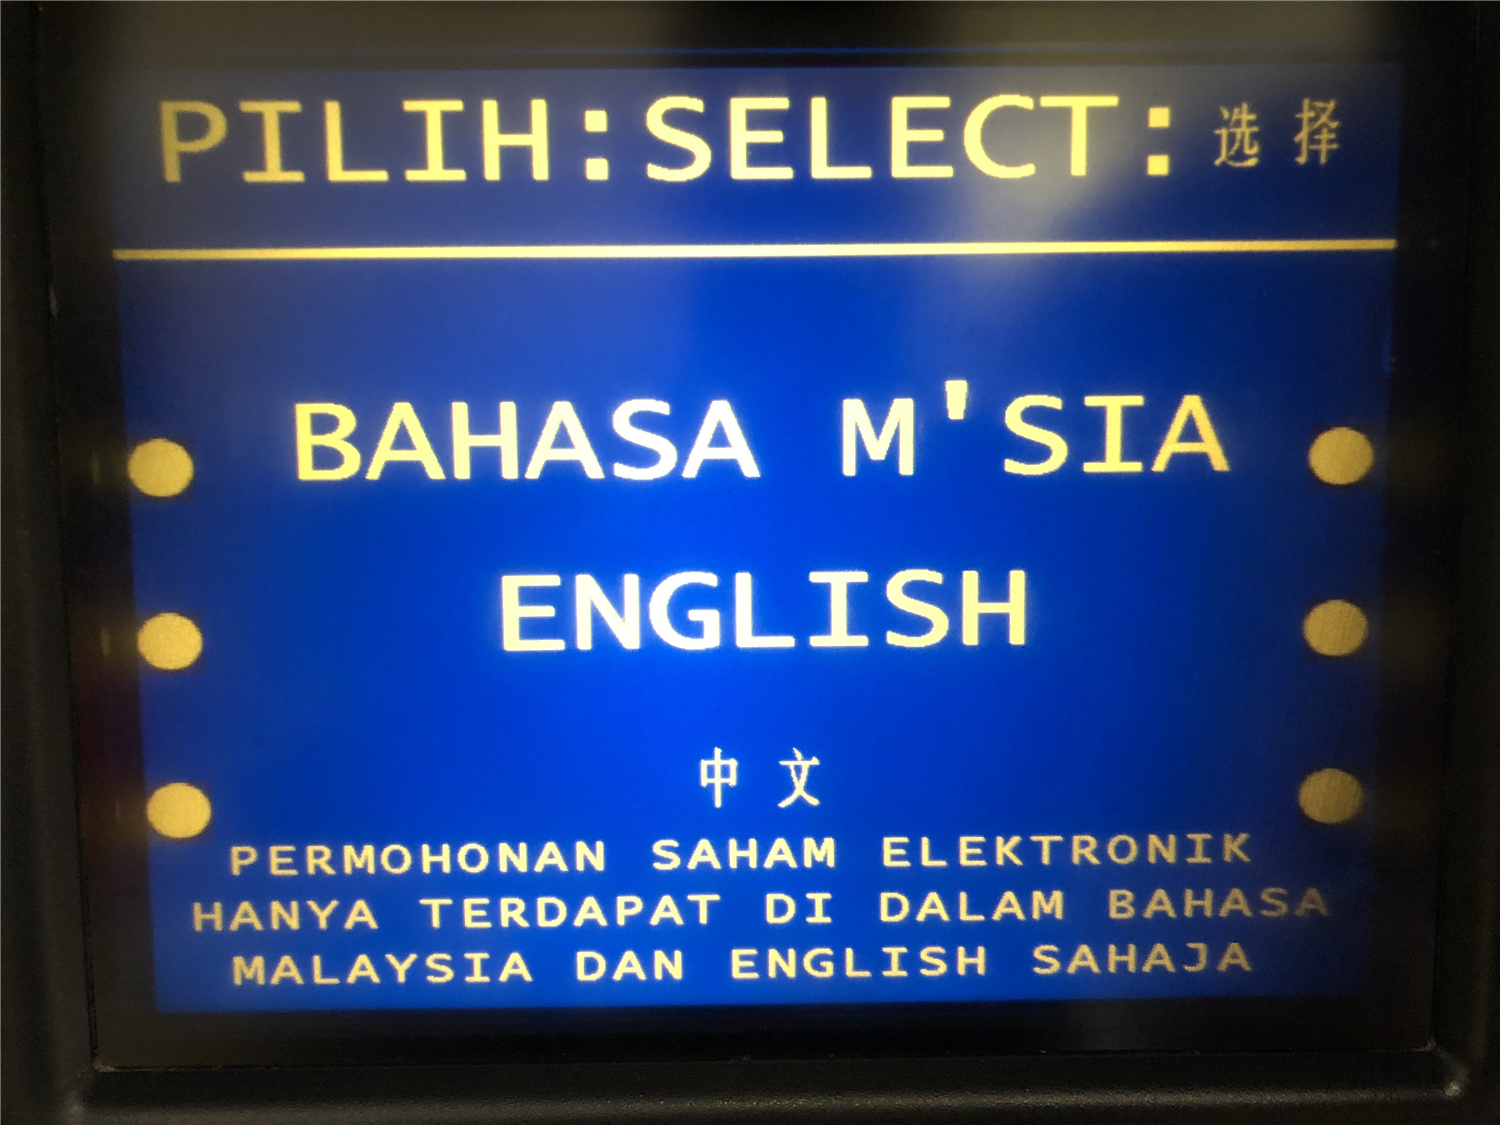 PILIH:SELECT:选择
BAHASA M'SIA
ENGLISH
中文
PERMOHONAN SAHAM ELEKTRONIK
HANYA TERDAPAT DI DALAM BAHASA
MALAYSIA DAN ENGLISH SAHAJA